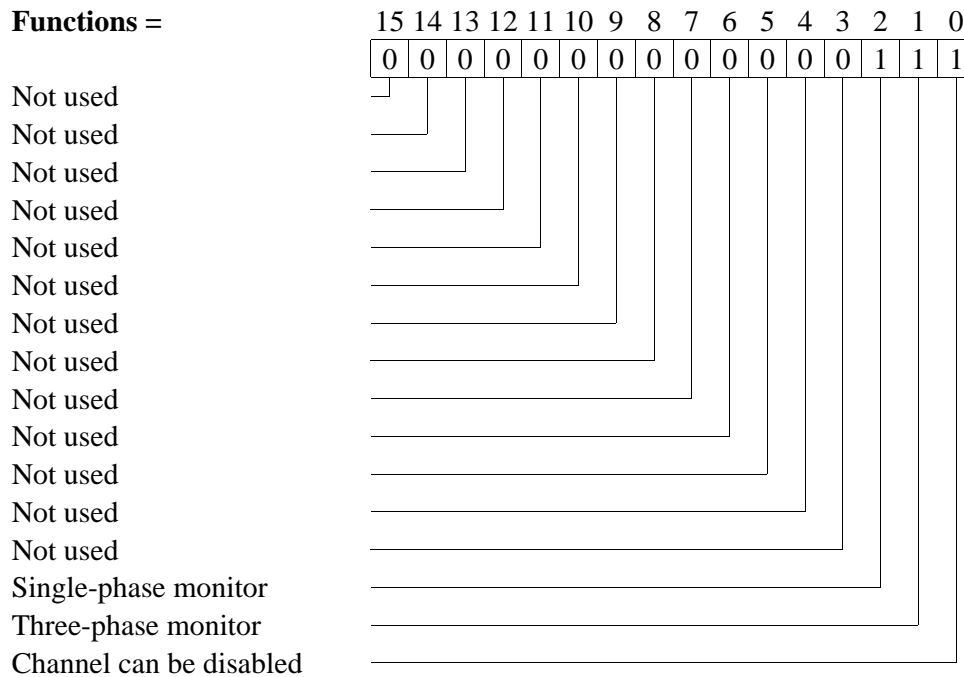 Functions = 15 14 13 12 11 10 9 8 7 6 5 4 3 2 1 0
0 0 0 0 0 0 0 0 0 0 0 0 0 1 1 1
Not used
Not used
Not used
Not used
Not used
Not used
Not used
Not used
Not used
Not used
Not used
Not used
Not used
Single-phase monitor
Three-phase monitor
Channel can be disabled